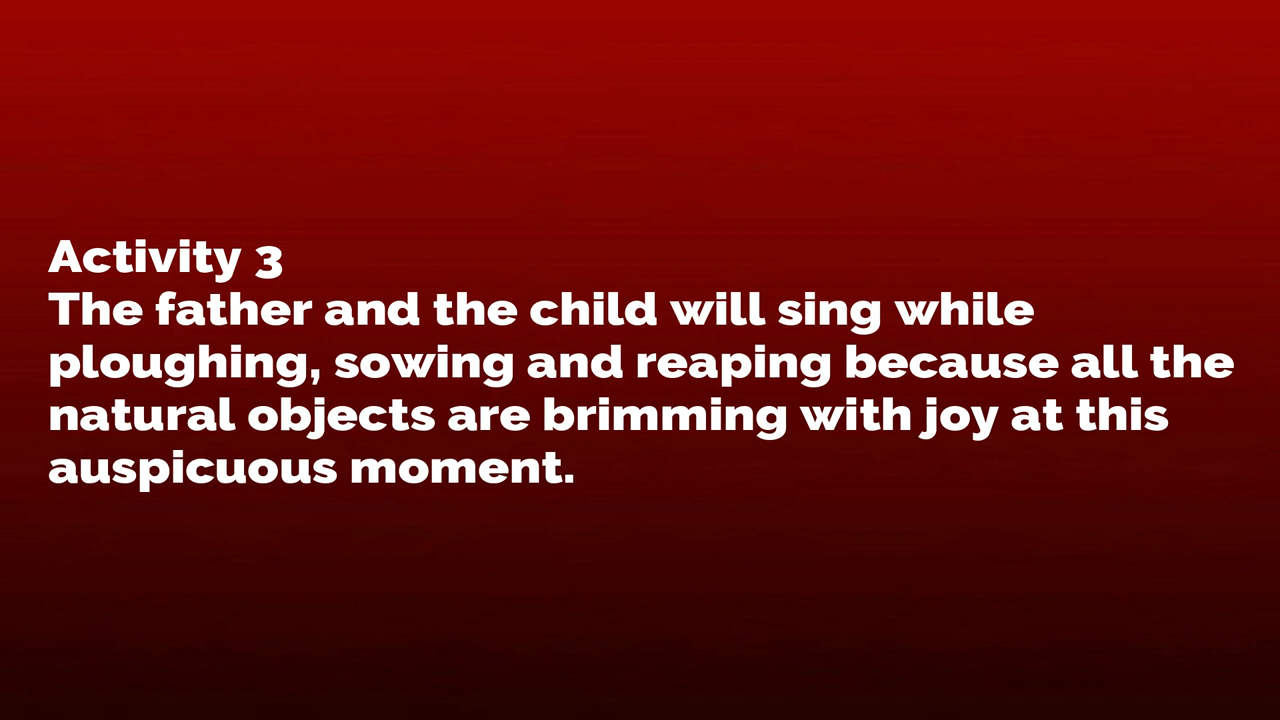 Activity 3
The father and the child will sing while
ploughing, sowing and reaping because all the
natural objects are brimming with joy at this
auspicuous moment.